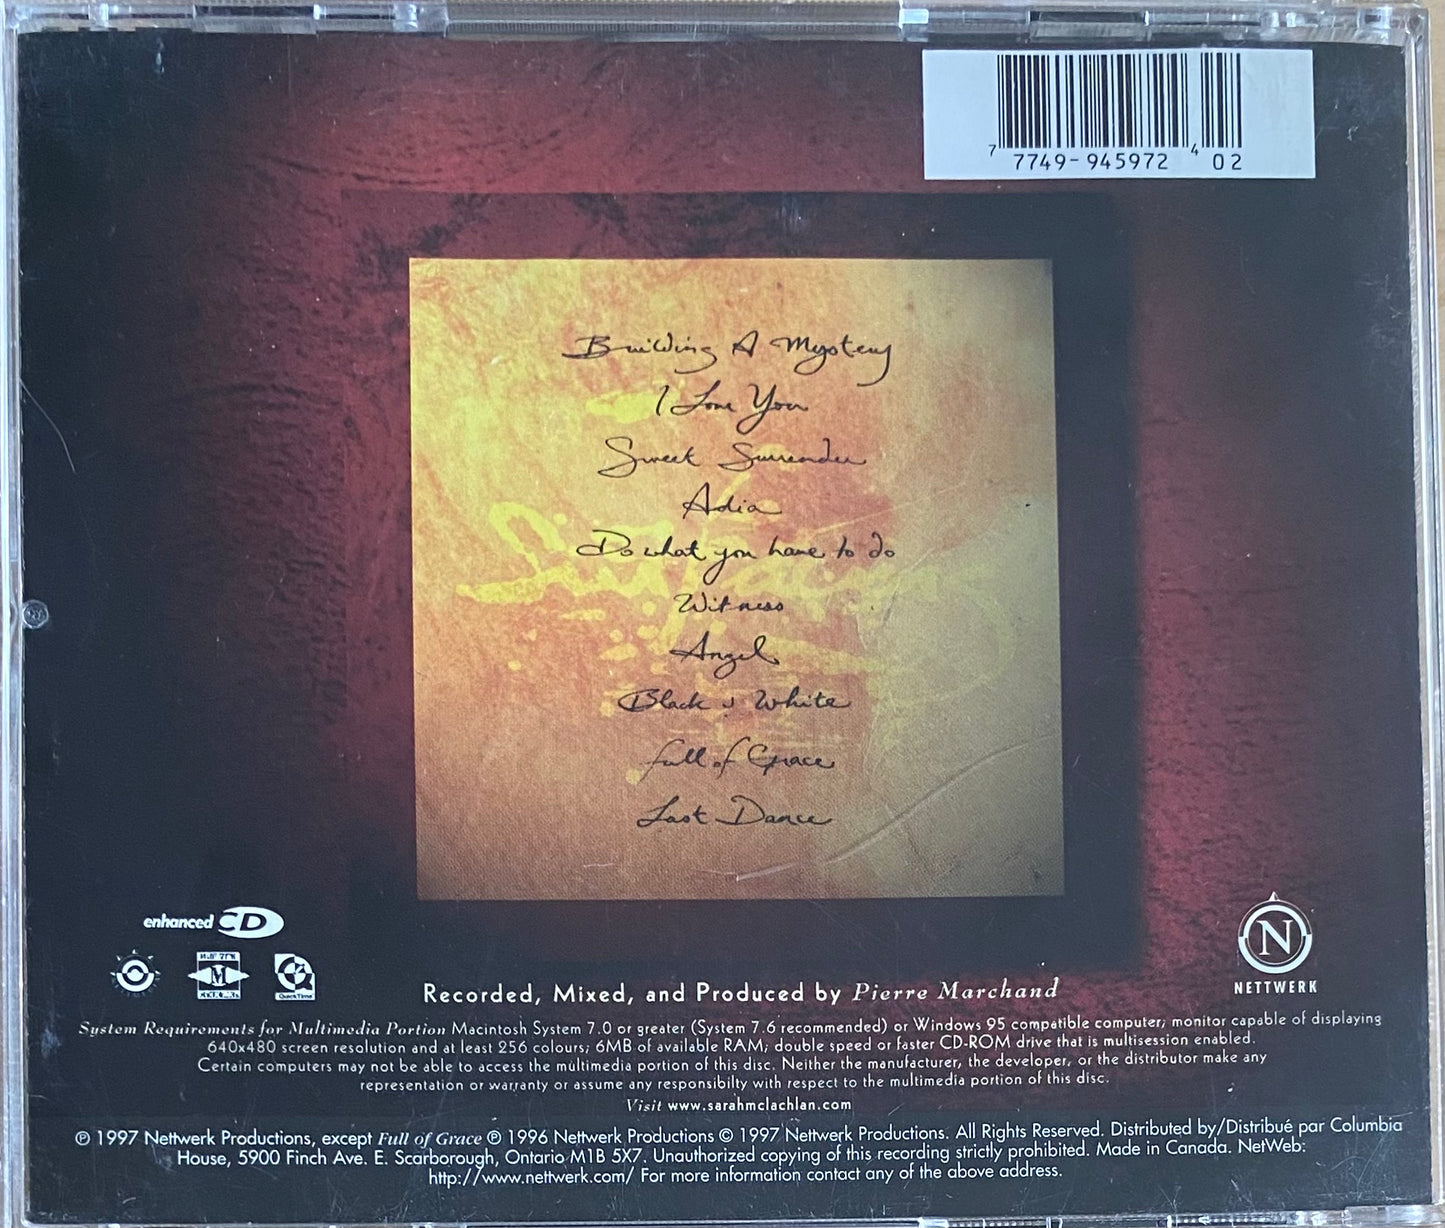 7 77749-945972 4 02
Building A Mystery
I Love You
Sweet Surrender
Adia
Do what you have to do
Witness
Angel
Black & White
full of Grace
Last Dance
enhanced CD
M
QuickTime
N
NETTWERK
Recorded, Mixed, and Produced by Pierre Marchand
System Requirements for Multimedia Portion Macintosh System 7.0 or greater (System 7.6 recommended) or Windows 95 compatible computer; monitor capable of displaying
640x480 screen resolution and at least 256 colours; 6MB of available RAM; double speed or faster CD-ROM drive that is multisession enabled.
Certain computers may not be able to access the multimedia portion of this disc. Neither the manufacturer, the developer, or the distributor make any
representation or warranty or assume any responsibilty with respect to the multimedia portion of this disc.
Visit www.sarahmclachlan.com
℗ 1997 Nettwerk Productions, except Full of Grace ℗ 1996 Nettwerk Productions © 1997 Nettwerk Productions. All Rights Reserved. Distributed by/Distribué par Columbia
House, 5900 Finch Ave. E. Scarborough, Ontario M1B 5X7. Unauthorized copying of this recording strictly prohibited. Made in Canada. NetWeb:
http://www.nettwerk.com/ For more information contact any of the above address.